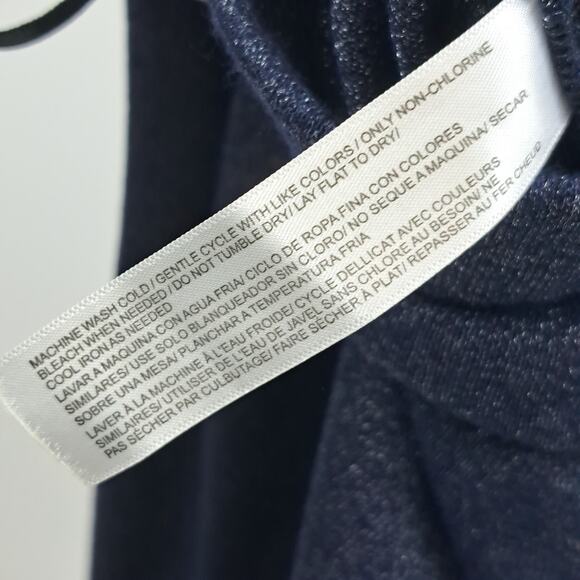 MACHINE WASH COLD / GENTLE CYCLE WITH LIKE COLORS / ONLY NON-CHLORINE
BLEACH WHEN NEEDED / DO NOT TUMBLE DRY/ LAY FLAT TO DRY/
COOL IRON AS NEEDED
LAVAR A MAQUINA CON AGUA FRIA/ CICLO DE ROPA FINA CON COLORES
SIMILARES/ USE SOLO BLANQUEADOR SIN CLORO/ NO SEQUE A MAQUINA/ SECAR
SOBRE UNA MESA/ PLANCHAR A TEMPERATURA FRIA
LAVER À LA MACHINE À L'EAU FROIDE/ CYCLE DELLICAT AVEC COULEURS
SIMILAIRES/ UTILISER DE L'EAU DE JAVEL SANS CHLORE AU BESOIN/ NE
PAS SÉCHER PAR CULBUTAGE/ FAIRE SÉCHER À PLAT/ REPASSER AU FER CHEUD